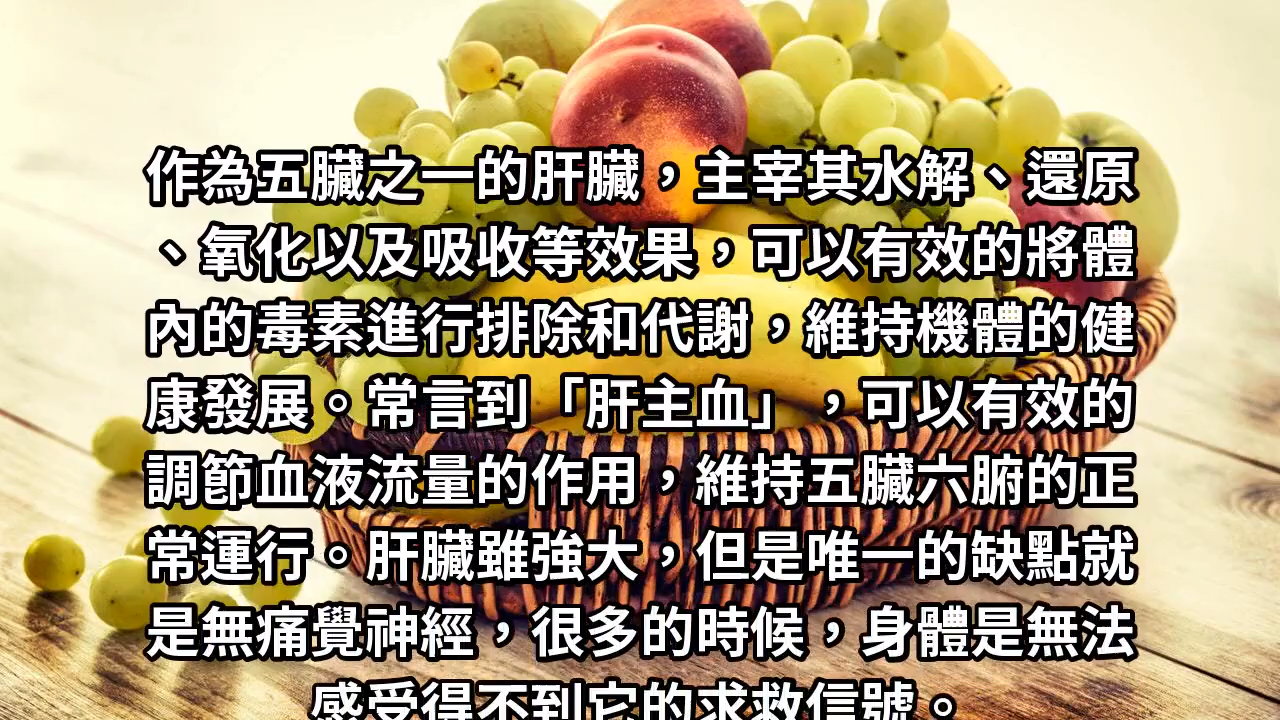 作為五臟之一的肝臟，主宰其水解、還原
、氧化以及吸收等效果，可以有效的將體
內的毒素進行排除和代謝，維持機體的健
康發展。常言到「肝主血」，可以有效的
調節血液流量的作用，維持五臟六腑的正
常運行。肝臟雖強大，但是唯一的缺點就
是無痛覺神經，很多的時候，身體是無法
感受得不到它的求救信號。